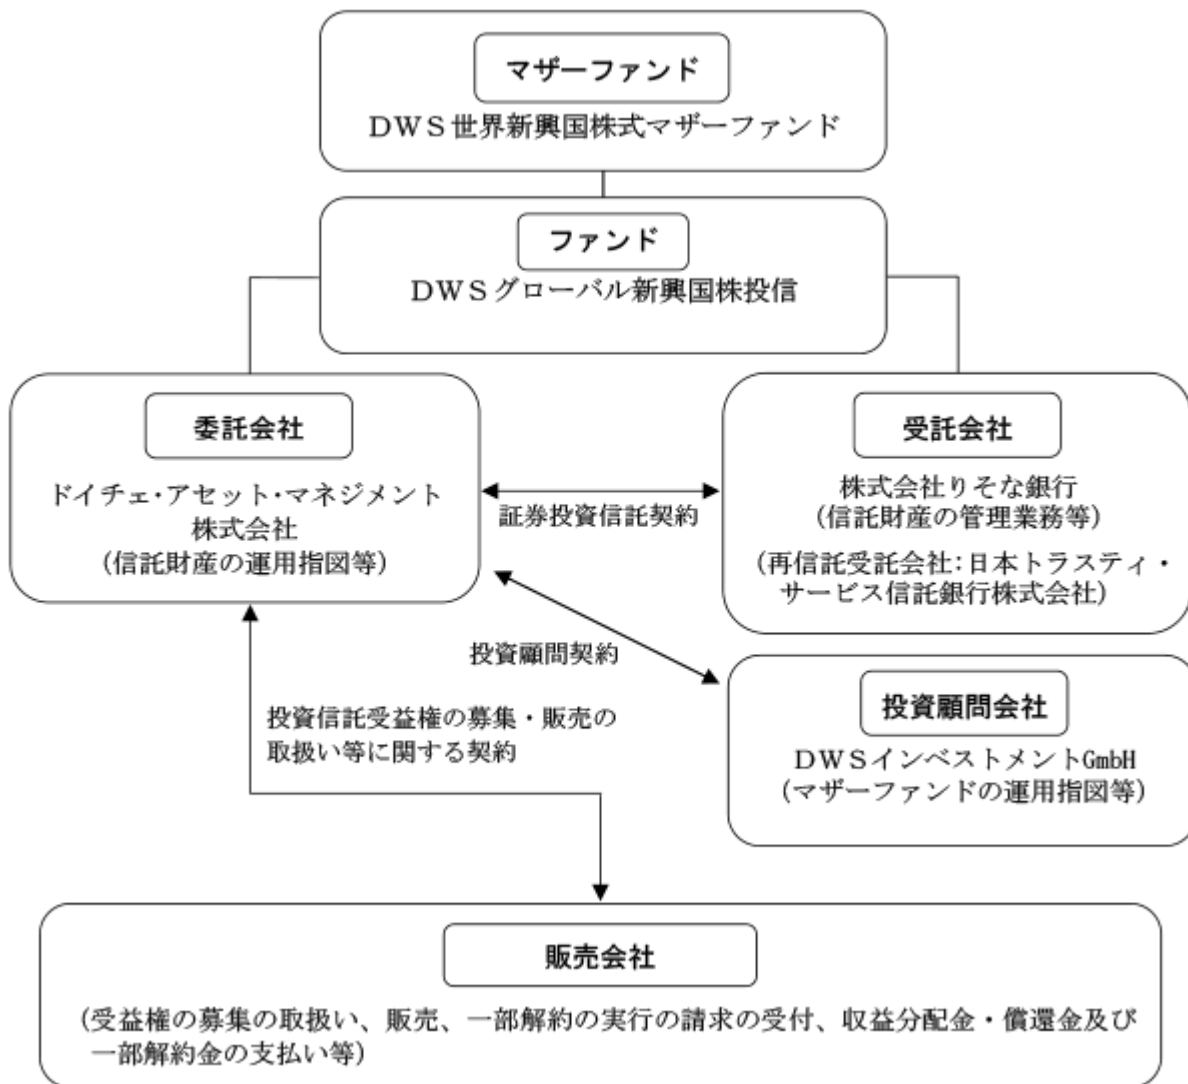 マザーファンド
ＤＷＳ世界新興国株式マザーファンド
ファンド
ＤＷＳグローバル新興国株投信
委託会社
ドイチェ・アセット・マネジメント
株式会社
(信託財産の運用指図等)
証券投資信託契約
受託会社
株式会社りそな銀行
(信託財産の管理業務等)
(再信託受託会社：日本トラスティ・
サービス信託銀行株式会社)
投資顧問契約
投資顧問会社
ＤＷＳインベストメントGmbH
(マザーファンドの運用指図等)
投資信託受益権の募集・販売の
取扱い等に関する契約
販売会社
(受益権の募集の取扱い、販売、一部解約の実行の請求の受付、収益分配金・償還金及び
一部解約金の支払い等)